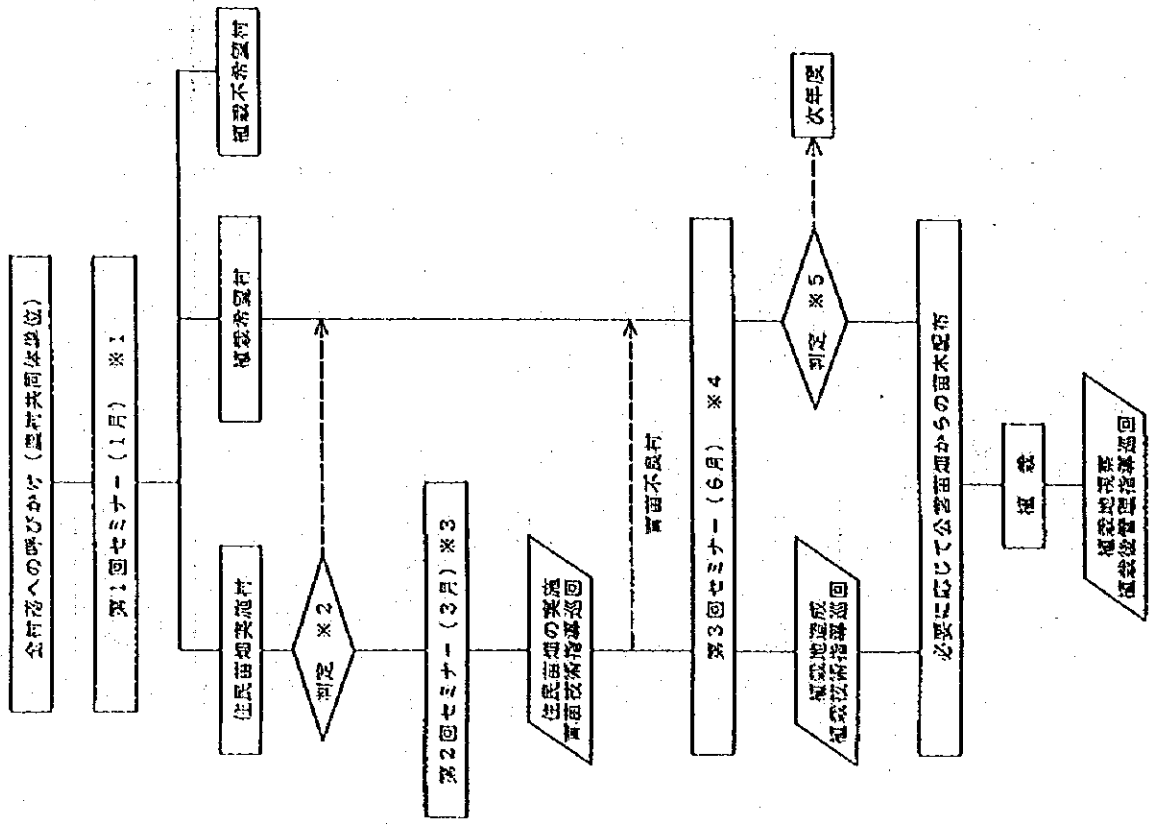 全村落への呼びかけ (農村共同体単位)
第1回セミナー (1月) ※1
住民苗畑実施村
植栽希望村
植栽不希望村
判定 ※2
第2回セミナー (3月) ※3
住民苗畑の実施
育苗技術指導巡回
育苗不良村
第3回セミナー (6月) ※4
植栽地造成
植栽技術指導巡回
判定 ※5
次年度
必要に応じて公営苗畑からの苗木配布
植 栽
植栽地視察
植栽後管理指導巡回